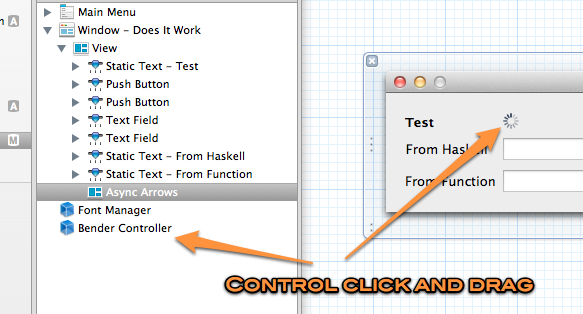 Main Menu
A
Window – Does It Work
View
Static Text – Test
Push Button
A
Push Button
Text Field
Text Field
M
Static Text – From Haskell
Static Text – From Function
Async Arrows
Font Manager
Bender Controller
Test
From Haskell
From Function
Control click and drag